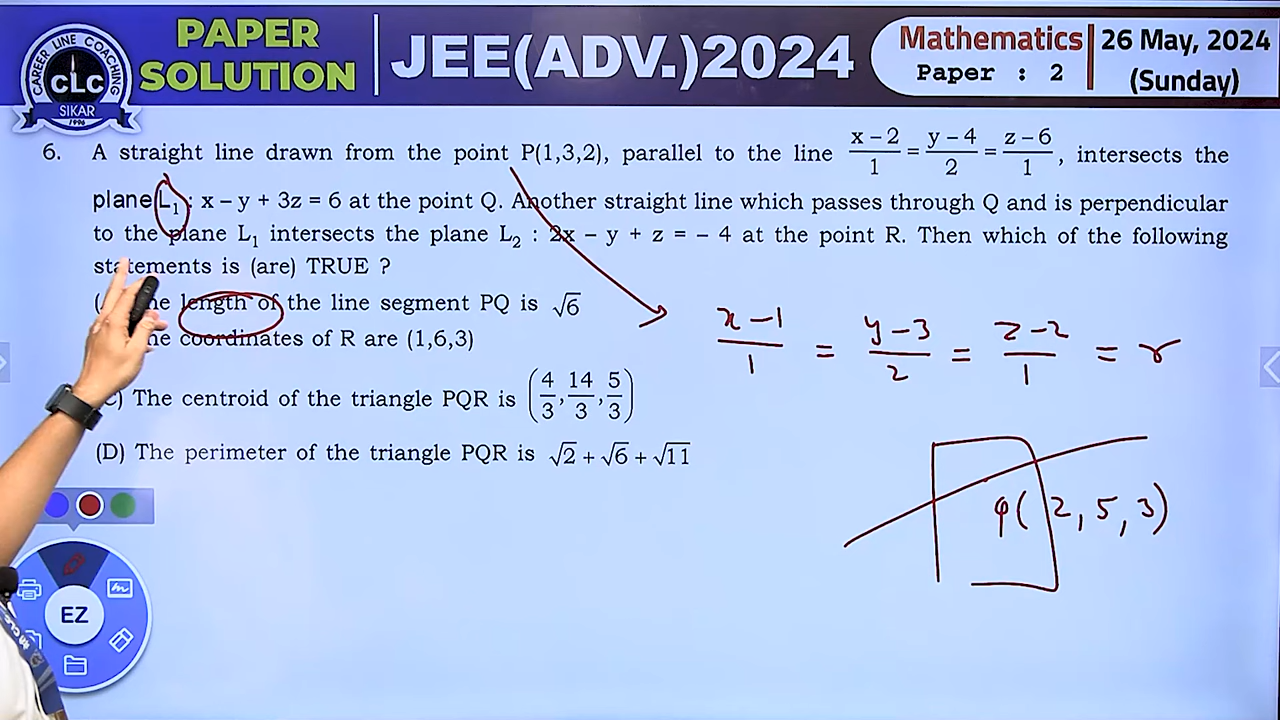 PAPER SOLUTION
JEE(ADV.)2024
Mathematics
Paper : 2
26 May, 2024
(Sunday)
CAREER LINE COACHING
CLC
SIKAR
1996
6. A straight line drawn from the point P(1,3,2), parallel to the line (x−2)/1 = (y−4)/2 = (z−6)/1, intersects the
plane L₁ : x − y + 3z = 6 at the point Q. Another straight line which passes through Q and is perpendicular
to the plane L₁ intersects the plane L₂ : 2x − y + z = − 4 at the point R. Then which of the following
statements is (are) TRUE ?
length of the line segment PQ is √6
coordinates of R are (1,6,3)
) The centroid of the triangle PQR is (4/3, 14/3, 5/3)
(D) The perimeter of the triangle PQR is √2 + √6 + √11
(x−1)/1 = (y−3)/2 = (z−2)/1 = r
φ( 2, 5, 3)
EZ